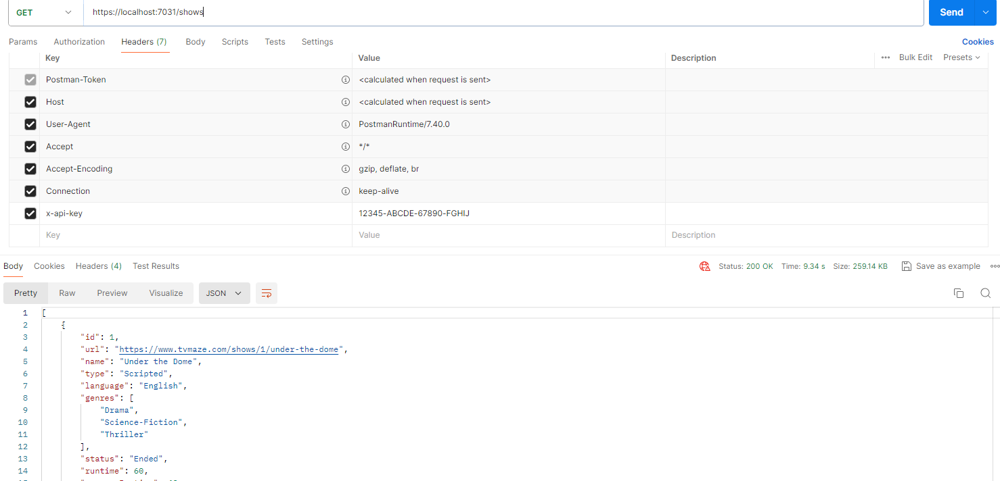 GET https://localhost:7031/shows Send
Params Authorization Headers (7) Body Scripts Tests Settings Cookies
Key Value Description Bulk Edit Presets
Postman-Token <calculated when request is sent>
Host <calculated when request is sent>
User-Agent PostmanRuntime/7.40.0
Accept */*
Accept-Encoding gzip, deflate, br
Connection keep-alive
x-api-key 12345-ABCDE-67890-FGHIJ
Key Value Description
Body Cookies Headers (4) Test Results Status: 200 OK Time: 9.34 s Size: 259.14 KB Save as example
Pretty Raw Preview Visualize JSON
1 [
2 {
3 "id": 1,
4 "url": "https://www.tvmaze.com/shows/1/under-the-dome",
5 "name": "Under the Dome",
6 "type": "Scripted",
7 "language": "English",
8 "genres": [
9 "Drama",
10 "Science-Fiction",
11 "Thriller"
12 ],
13 "status": "Ended",
14 "runtime": 60,